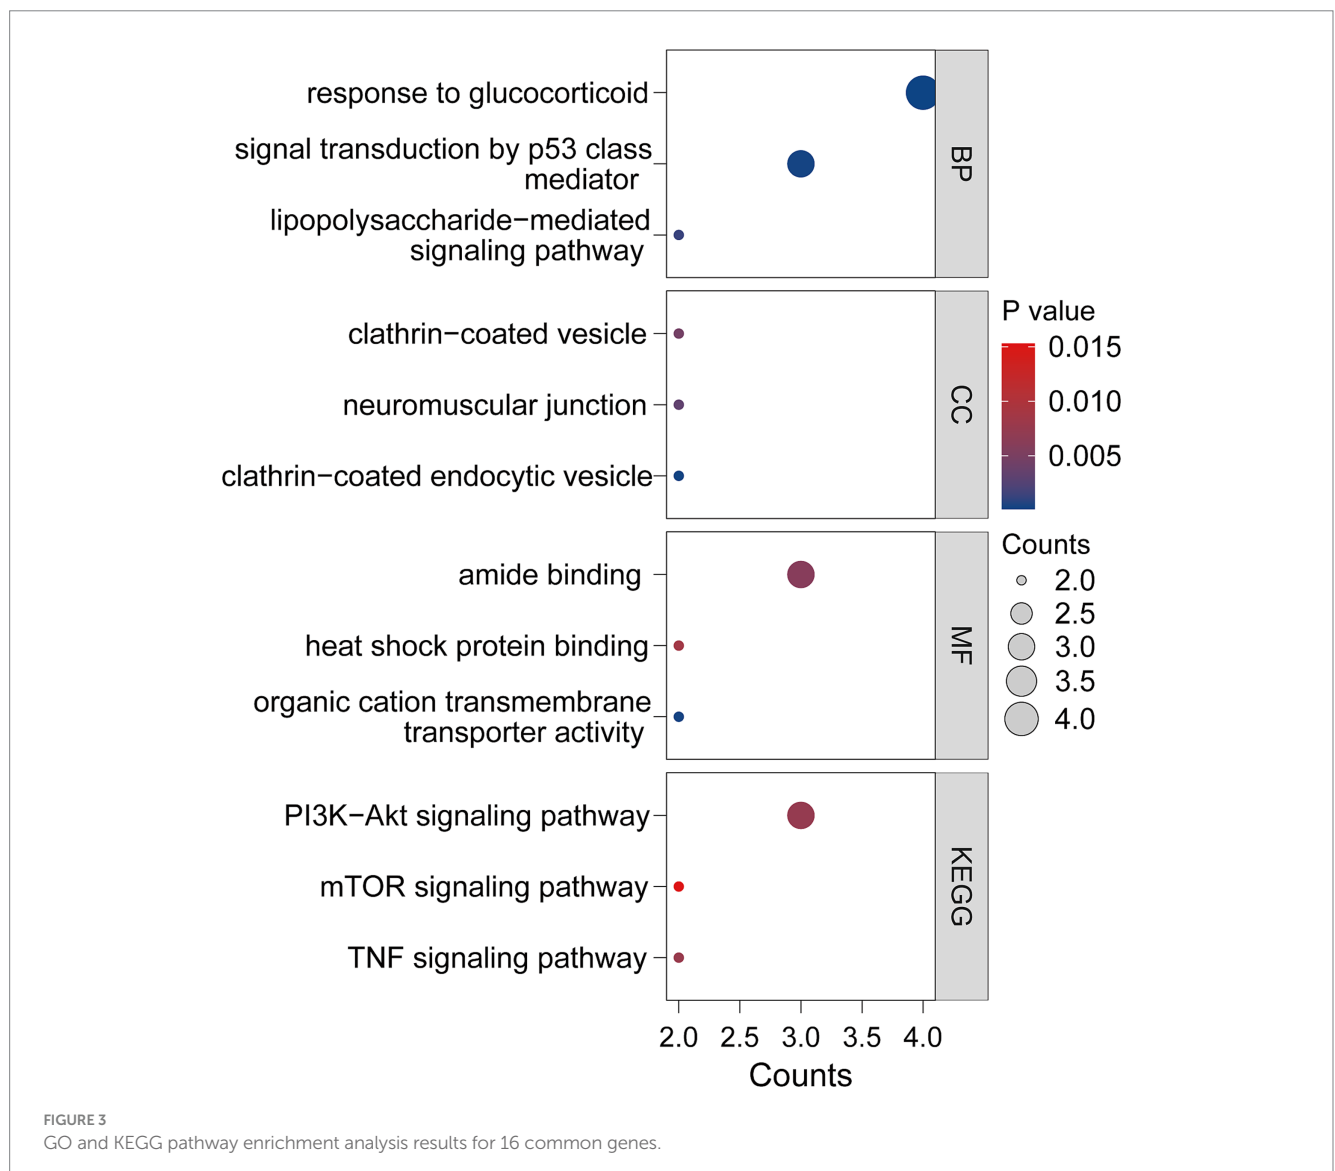 response to glucocorticoid
signal transduction by p53 class
mediator
lipopolysaccharide−mediated
signaling pathway
BP
clathrin−coated vesicle
neuromuscular junction
clathrin−coated endocytic vesicle
CC
amide binding
heat shock protein binding
organic cation transmembrane
transporter activity
MF
PI3K−Akt signaling pathway
mTOR signaling pathway
TNF signaling pathway
KEGG
2.0 2.5 3.0 3.5 4.0
Counts
P value
0.015
0.010
0.005
Counts
2.0
2.5
3.0
3.5
4.0
FIGURE 3
GO and KEGG pathway enrichment analysis results for 16 common genes.